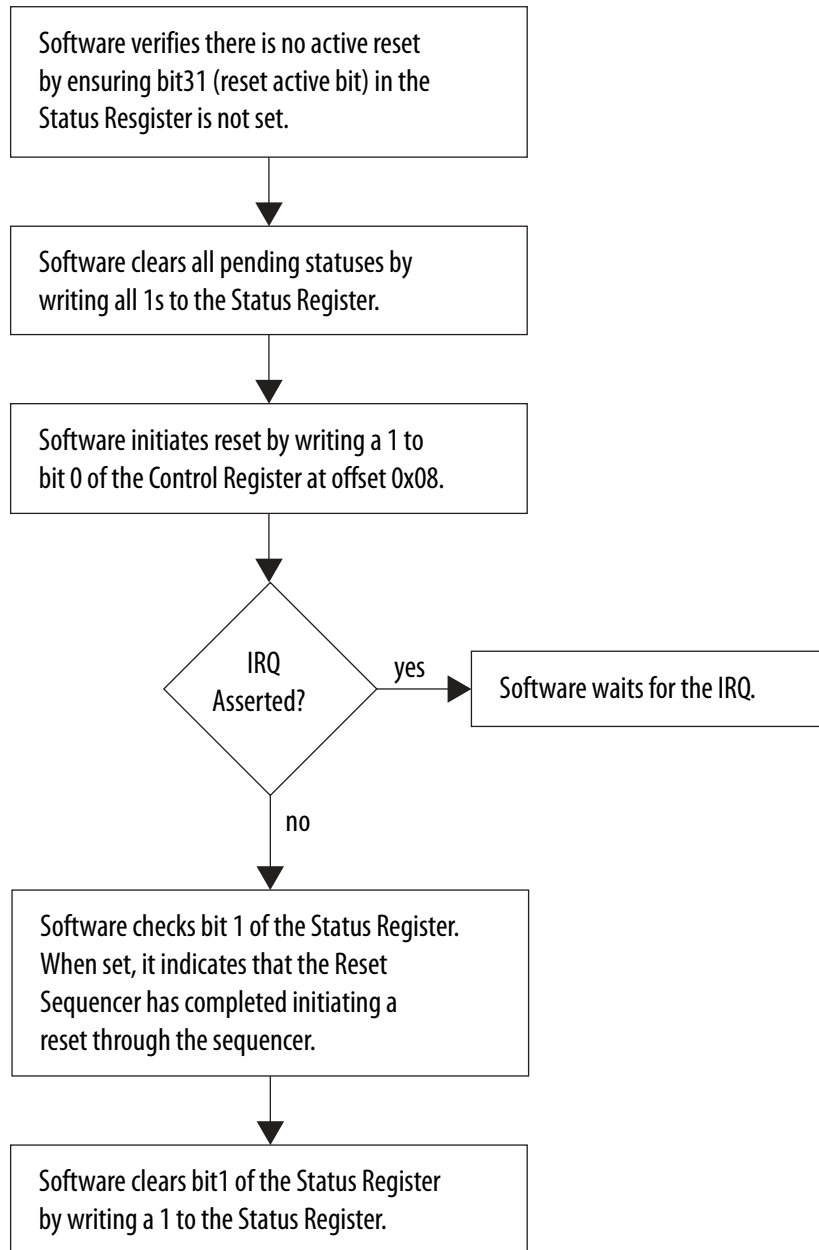 Software verifies there is no active reset
by ensuring bit31 (reset active bit) in the
Status Resgister is not set.
Software clears all pending statuses by
writing all 1s to the Status Register.
Software initiates reset by writing a 1 to
bit 0 of the Control Register at offset 0x08.
IRQ
Asserted?
yes
Software waits for the IRQ.
no
Software checks bit 1 of the Status Register.
When set, it indicates that the Reset
Sequencer has completed initiating a
reset through the sequencer.
Software clears bit1 of the Status Register
by writing a 1 to the Status Register.